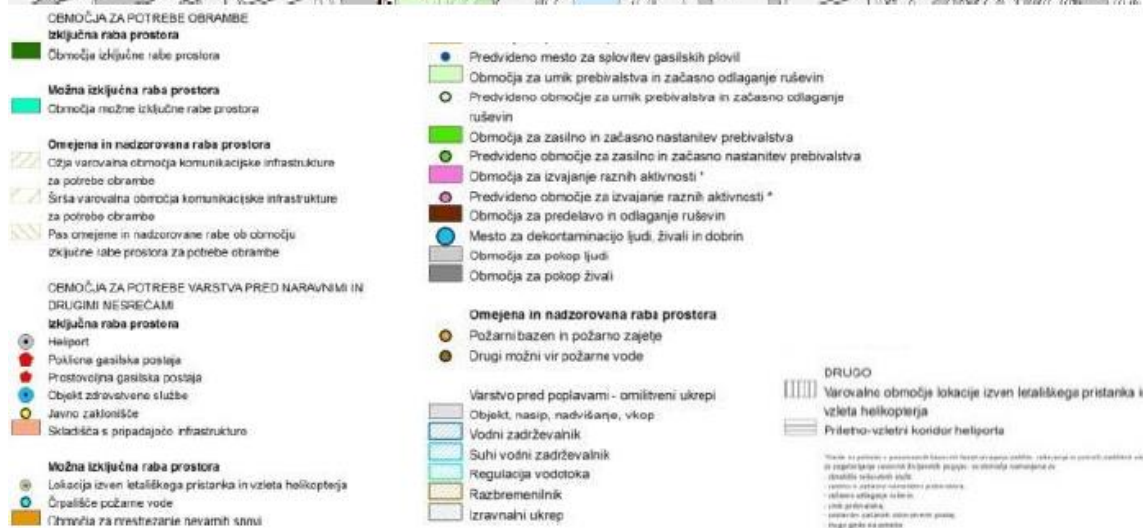 OBMOČJA ZA POTREBE OBRAMBE
Izključna raba prostora
Območja izključne rabe prostora
Možna izključna raba prostora
Območja možne izključne rabe prostora
Omejena in nadzorovana raba prostora
Ožja varovalna območja komunikacijske infrastrukture
za potrebe obrambe
Širša varovalna območja komunikacijske infrastrukture
za potrebe obrambe
Pas omejene in nadzorovane rabe ob območju
izključne rabe prostora za potrebe obrambe
OBMOČJA ZA POTREBE VARSTVA PRED NARAVNIMI IN
DRUGIMI NESREČAMI
Izključna raba prostora
Heliport
Poklicna gasilska postaja
Prostovoljna gasilska postaja
Objekt zdravstvene službe
Javno zaklonišče
Skladišča s pripadajočo infrastrukturo
Možna izključna raba prostora
Lokacija izven letališkega pristanka in vzleta helikopterja
Črpališče požarne vode
Območja za prestrezanje nevarnih snovi
Predvideno mesto za splovitev gasilskih plovil
Območja za umik prebivalstva in začasno odlaganje ruševin
Predvideno območje za umik prebivalstva in začasno odlaganje
ruševin
Območja za zasilno in začasno nastanitev prebivalstva
Predvideno območje za zasilno in začasno nastanitev prebivalstva
Območja za izvajanje raznih aktivnosti *
Predvideno območje za izvajanje raznih aktivnosti *
Območja za predelavo in odlaganje ruševin
Mesto za dekontaminacijo ljudi, živali in dobrin
Območja za pokop ljudi
Območja za pokop živali
Omejena in nadzorovana raba prostora
Požarni bazen in požarno zajetje
Drugi možni vir požarne vode
Varstvo pred poplavami - omilitveni ukrepi
Objekt, nasip, nadvišanje, vkop
Vodni zadrževalnik
Suhi vodni zadrževalnik
Regulacija vodotoka
Razbremenilnik
Izravnalni ukrep
DRUGO
Varovalno območje lokacije izven letališkega pristanka in
vzleta helikopterja
Priletno-vzletni koridor heliporta